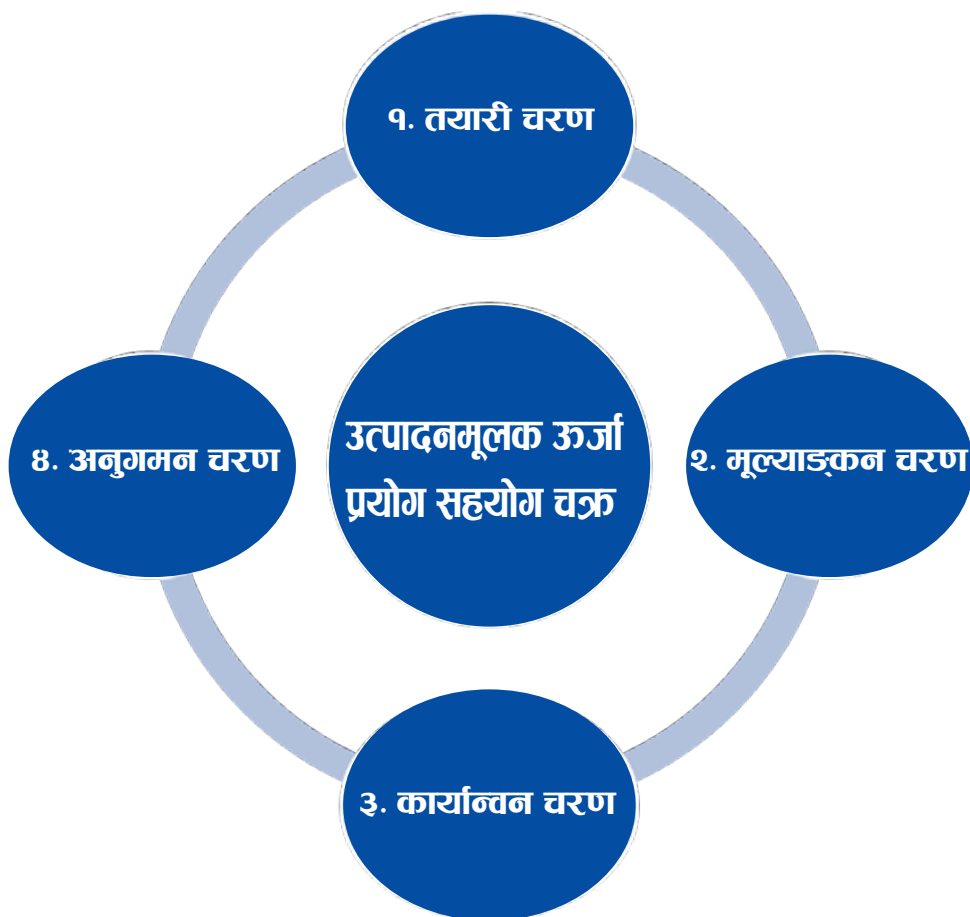 १. तयारी चरण
उत्पादनमूलक ऊर्जा
प्रयोग सहयोग चक्र
४. अनुगमन चरण
२. मूल्याङ्कन चरण
३. कार्यान्वन चरण